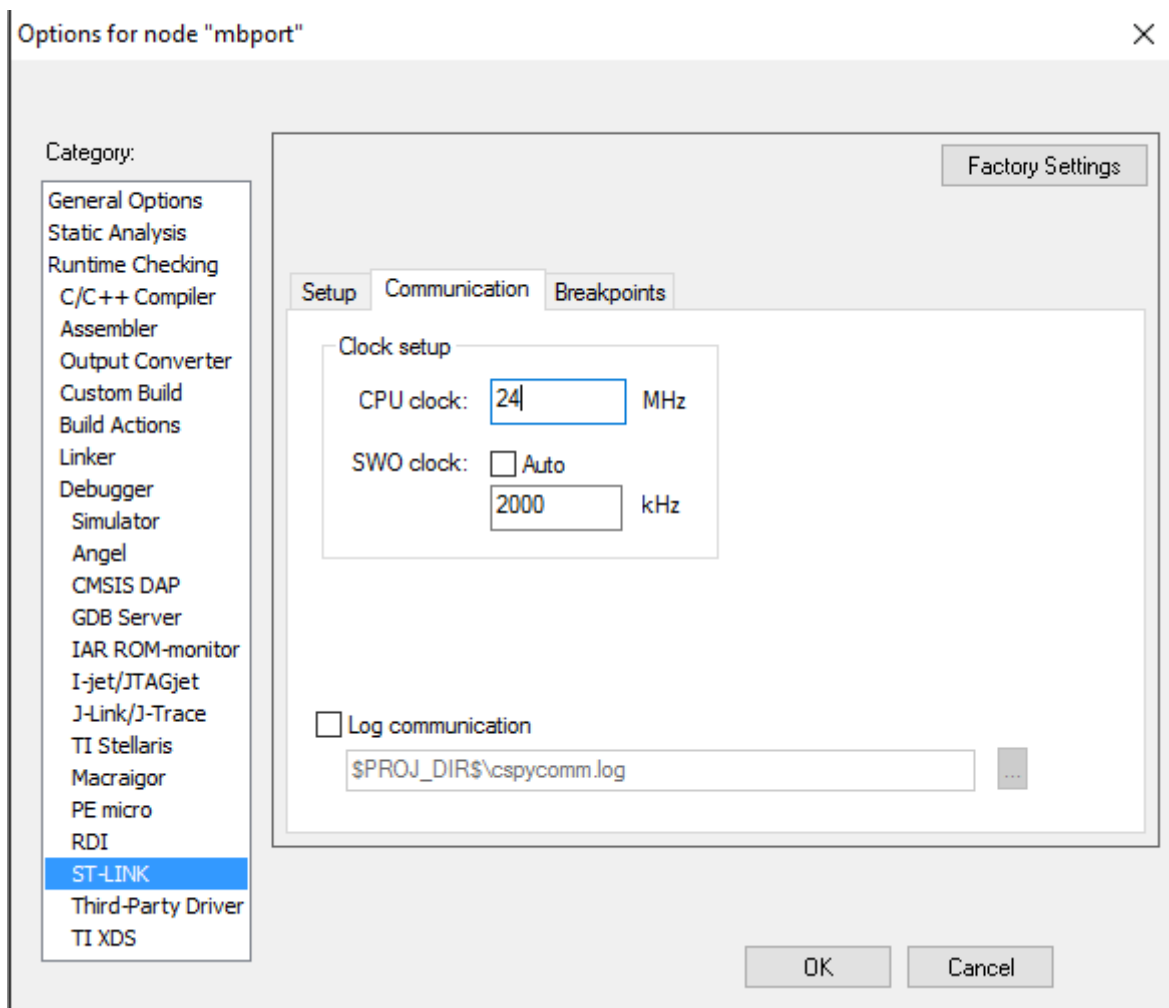 Options for node "mbport"
Category:
General Options
Static Analysis
Runtime Checking
C/C++ Compiler
Assembler
Output Converter
Custom Build
Build Actions
Linker
Debugger
Simulator
Angel
CMSIS DAP
GDB Server
IAR ROM-monitor
I-jet/JTAGjet
J-Link/J-Trace
TI Stellaris
Macraigor
PE micro
RDI
ST-LINK
Third-Party Driver
TI XDS
Factory Settings
Setup Communication Breakpoints
Clock setup
CPU clock: 24 MHz
SWO clock: Auto
2000 kHz
Log communication
$PROJ_DIR$\cspycomm.log ...
OK Cancel